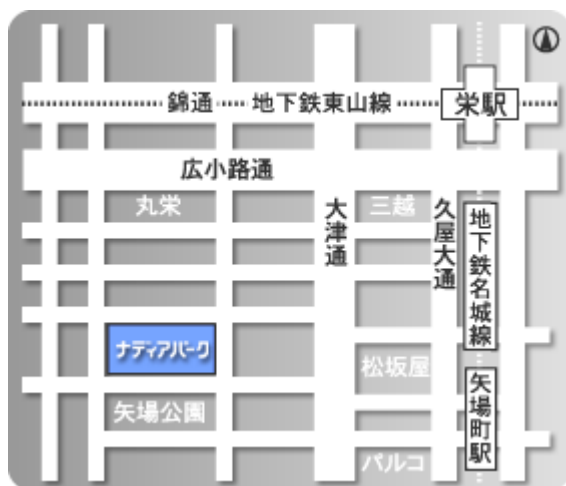 錦通
地下鉄東山線
栄駅
広小路通
丸栄
大津通
三越
久屋大通
地下鉄名城線
ナディアパーク
松坂屋
矢場公園
矢場町駅
パルコ